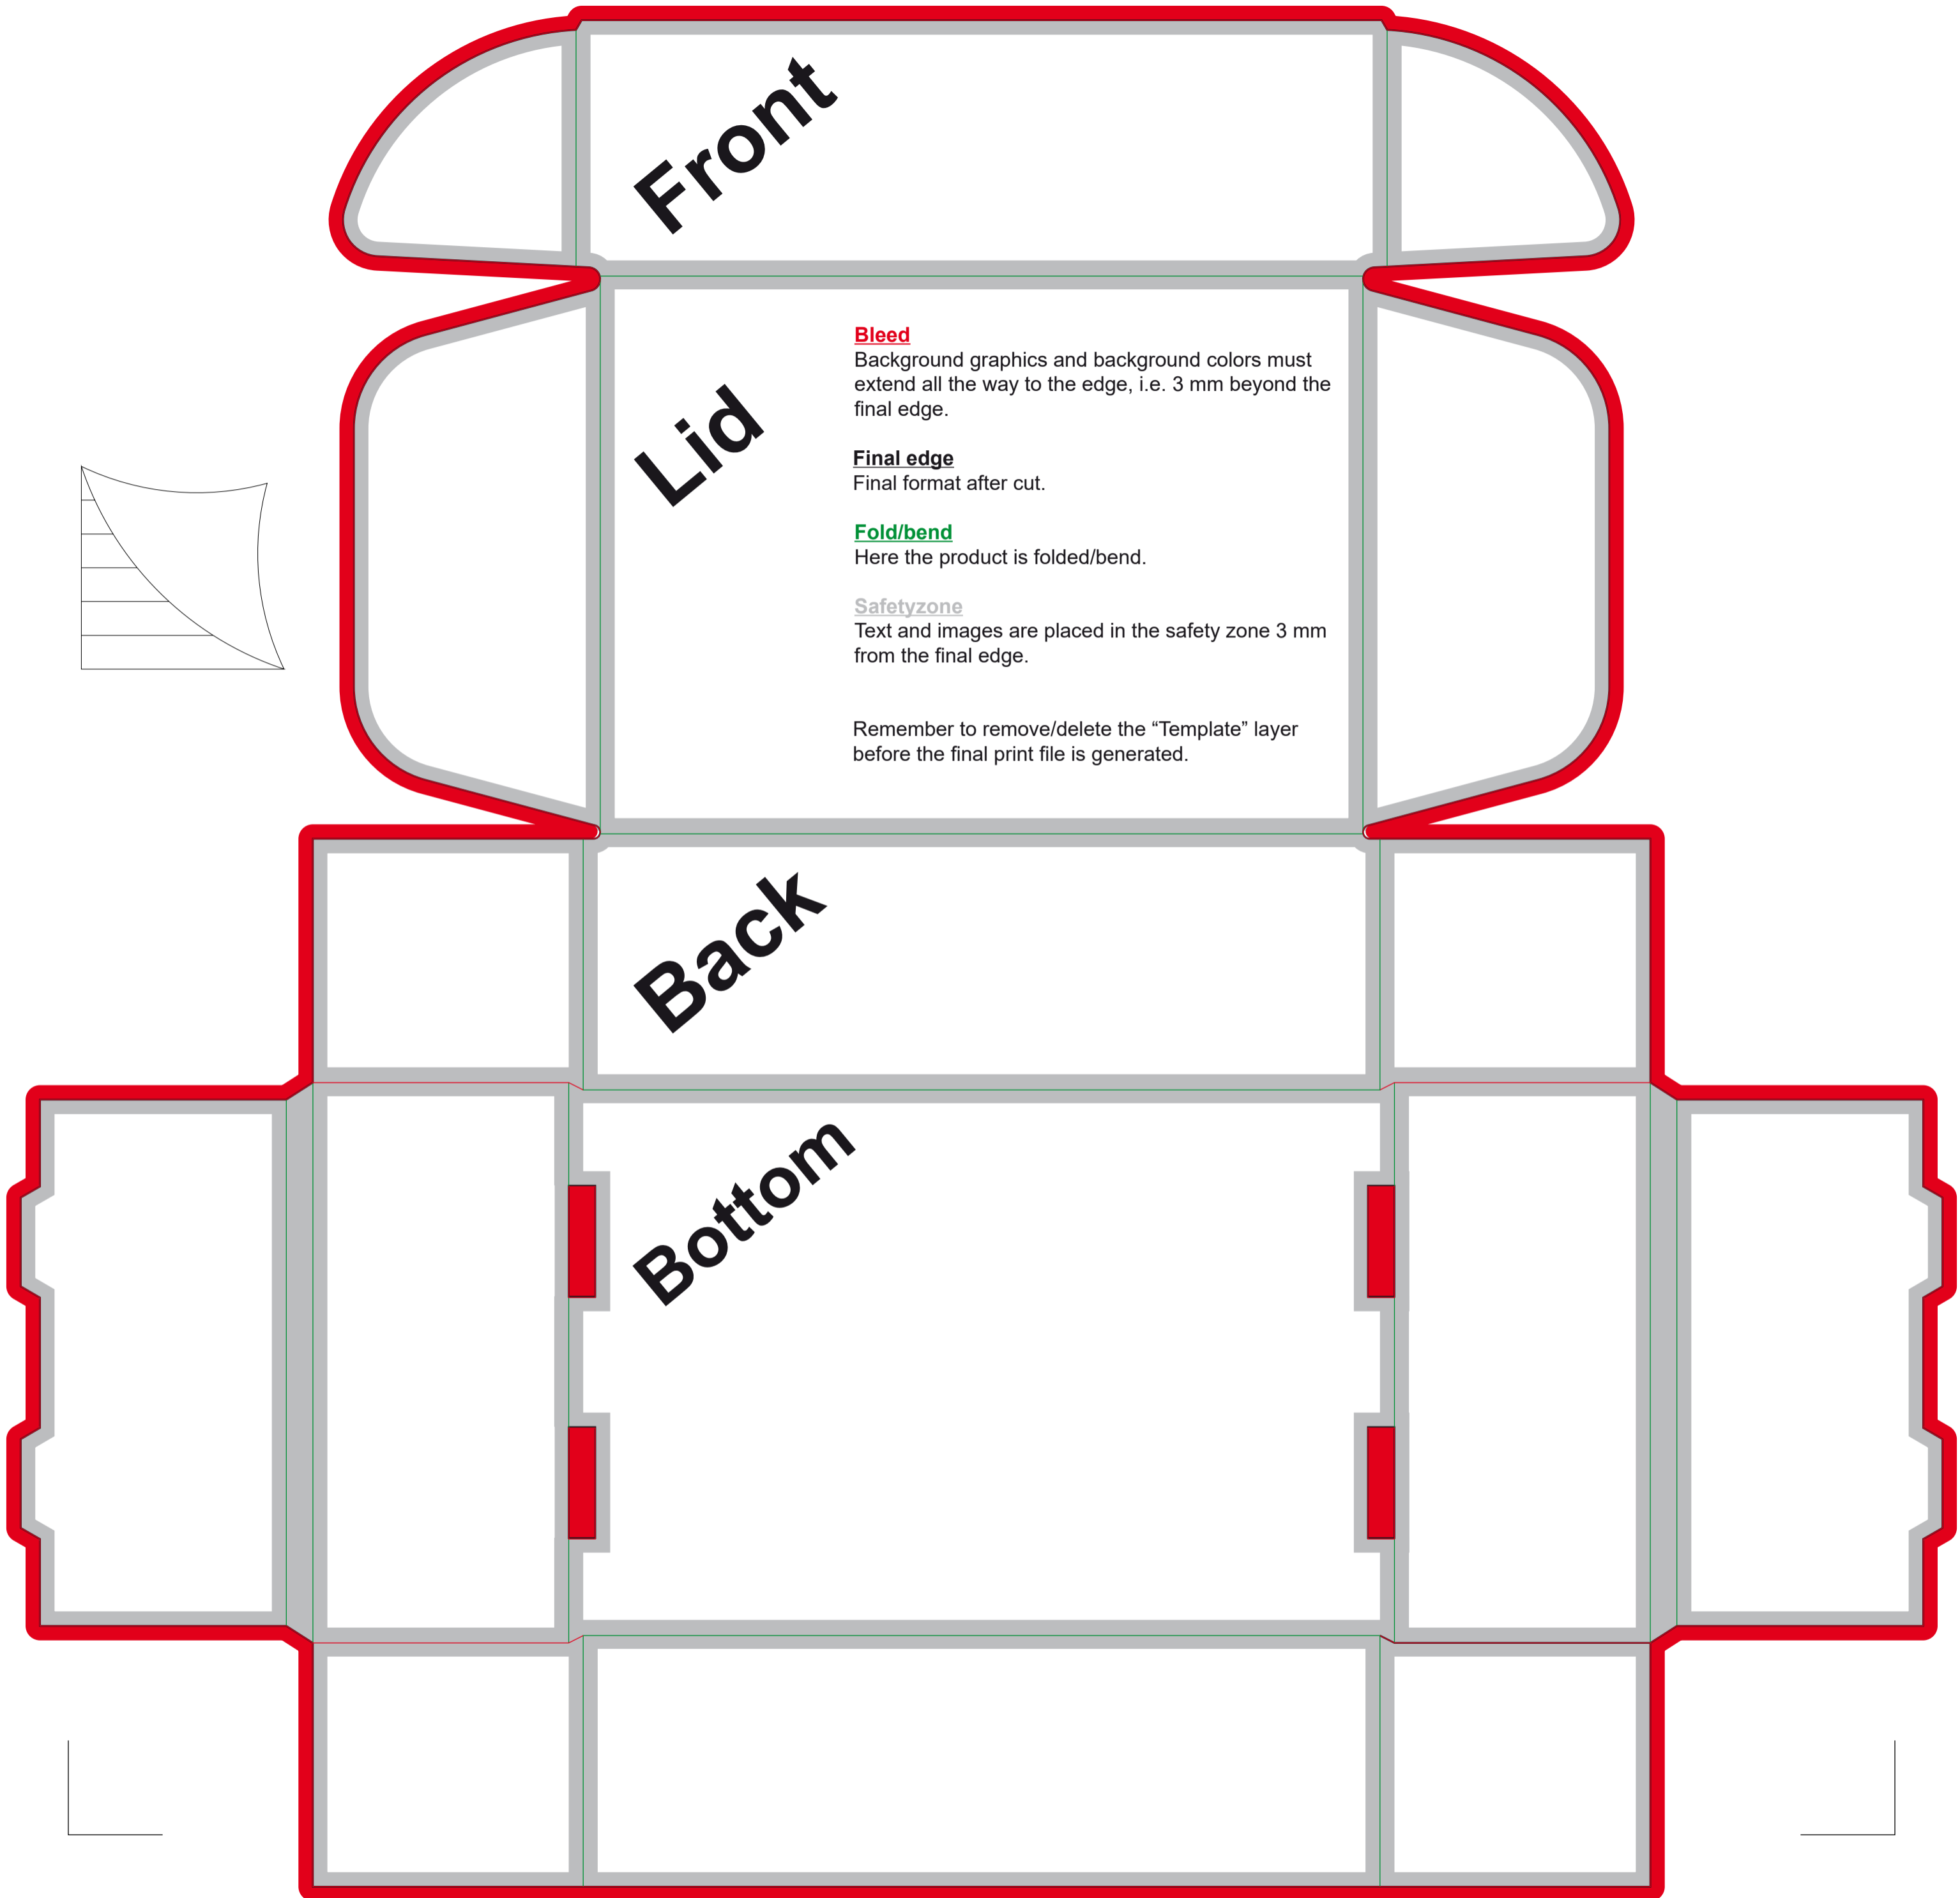 Front
Bleed
Background graphics and background colors must
extend all the way to the edge, i.e. 3 mm beyond the
final edge.
Lid
Final edge
Final format after cut.
Fold/bend
Here the product is folded/bend.
Safetyzone
Text and images are placed in the safety zone 3 mm
from the final edge.
Remember to remove/delete the “Template” layer
before the final print file is generated.
Back
Bottom